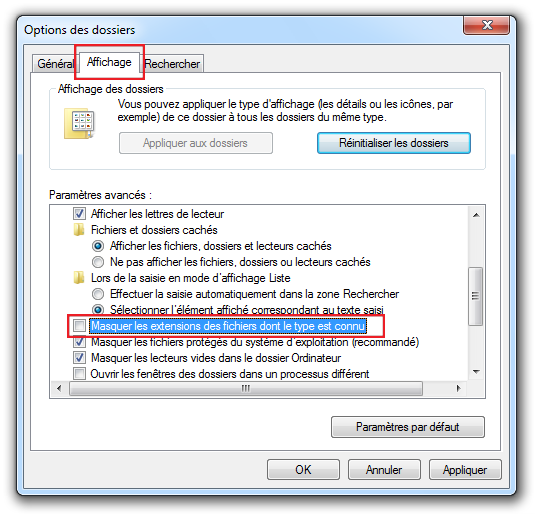 Options des dossiers
Général Affichage Rechercher
Affichage des dossiers
Vous pouvez appliquer le type d'affichage (les détails ou les icônes, par
exemple) de ce dossier à tous les dossiers du même type.
Appliquer aux dossiers Réinitialiser les dossiers
Paramètres avancés :
Afficher les lettres de lecteur
Fichiers et dossiers cachés
Afficher les fichiers, dossiers et lecteurs cachés
Ne pas afficher les fichiers, dossiers ou lecteurs cachés
Lors de la saisie en mode d'affichage Liste
Effectuer la saisie automatiquement dans la zone Rechercher
Sélectionner l'élément affiché correspondant au texte saisi
Masquer les extensions des fichiers dont le type est connu
Masquer les fichiers protégés du système d'exploitation (recommandé)
Masquer les lecteurs vides dans le dossier Ordinateur
Ouvrir les fenêtres des dossiers dans un processus différent
Paramètres par défaut
OK Annuler Appliquer